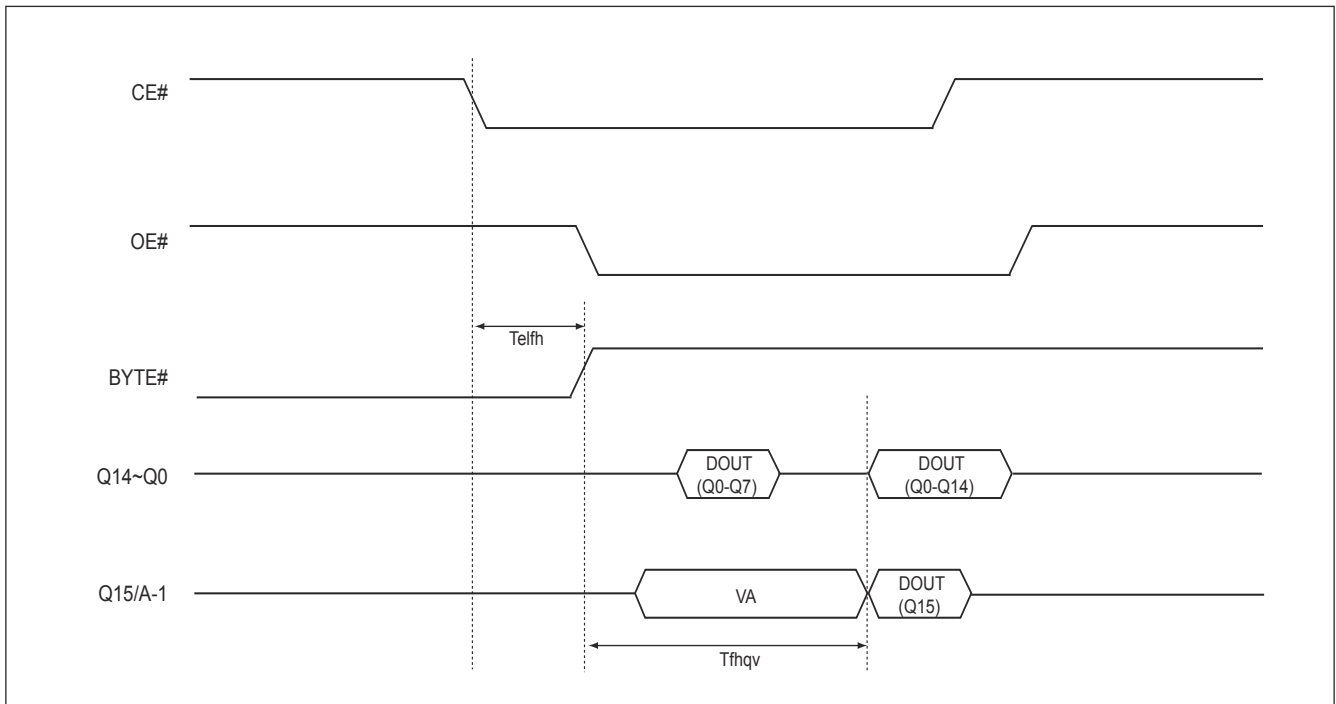 CE#
OE#
Telfh
BYTE#
Q14~Q0
DOUT
(Q0-Q7)
DOUT
(Q0-Q14)
Q15/A-1
VA
DOUT
(Q15)
Tfhqv